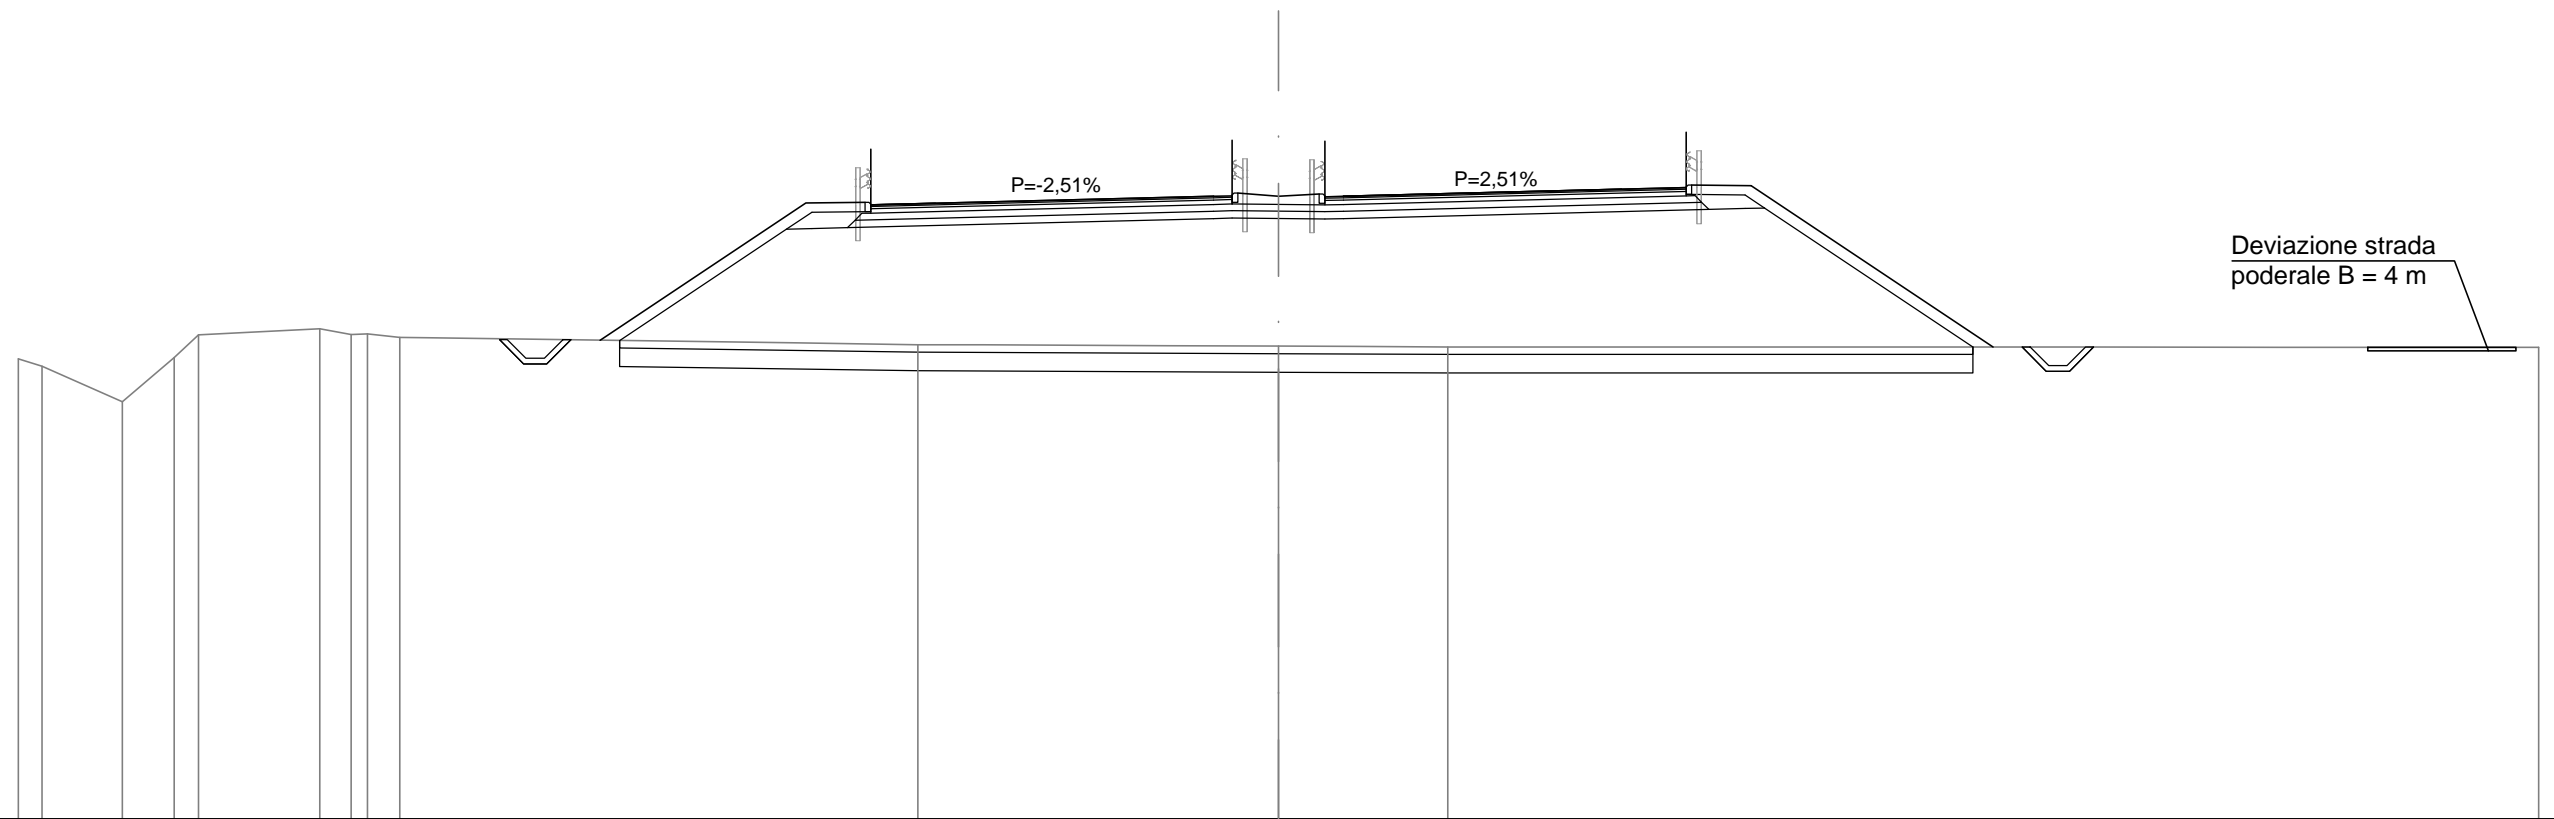 P=-2,51%
P=2,51%
Deviazione strada
poderale B = 4 m